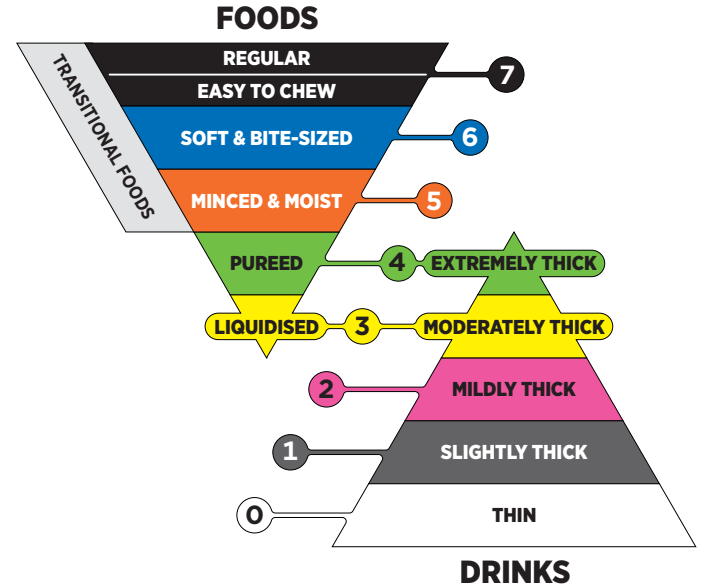 FOODS
REGULAR
7
EASY TO CHEW
TRANSITIONAL FOODS
SOFT & BITE-SIZED
6
MINCED & MOIST
5
PUREED
4
EXTREMELY THICK
LIQUIDISED
3
MODERATELY THICK
2
MILDLY THICK
1
SLIGHTLY THICK
0
THIN
DRINKS